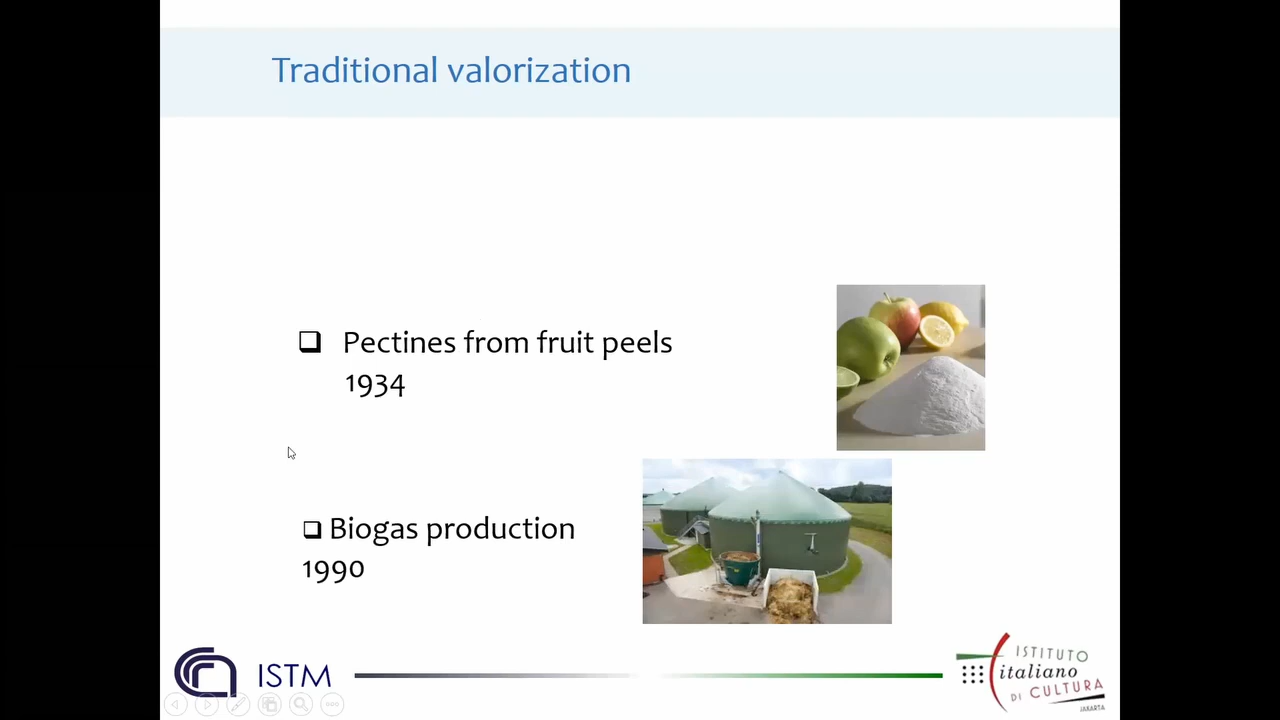 Traditional valorization
❑ Pectines from fruit peels
1934
❑ Biogas production
1990
ISTM
ISTITUTO
italiano
DI CULTURA
JAKARTA